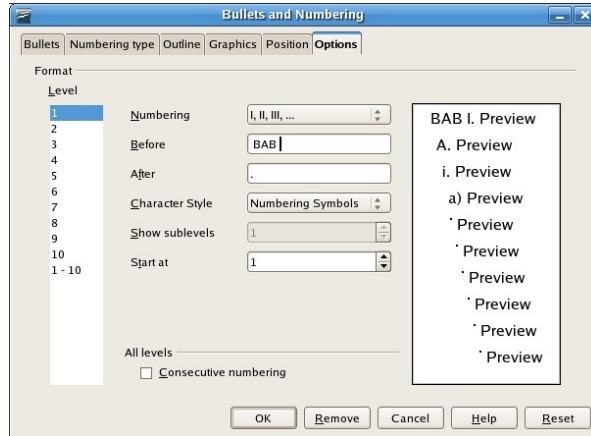 Bullets and Numbering
Bullets Numbering type Outline Graphics Position Options
Format
Level
1
2
3
4
5
6
7
8
9
10
1 - 10
Numbering I, II, III, ...
Before BAB
After .
Character Style Numbering Symbols
Show sublevels 1
Start at 1
All levels
Consecutive numbering
BAB I. Preview
A. Preview
i. Preview
a) Preview
· Preview
· Preview
· Preview
· Preview
· Preview
· Preview
OK Remove Cancel Help Reset